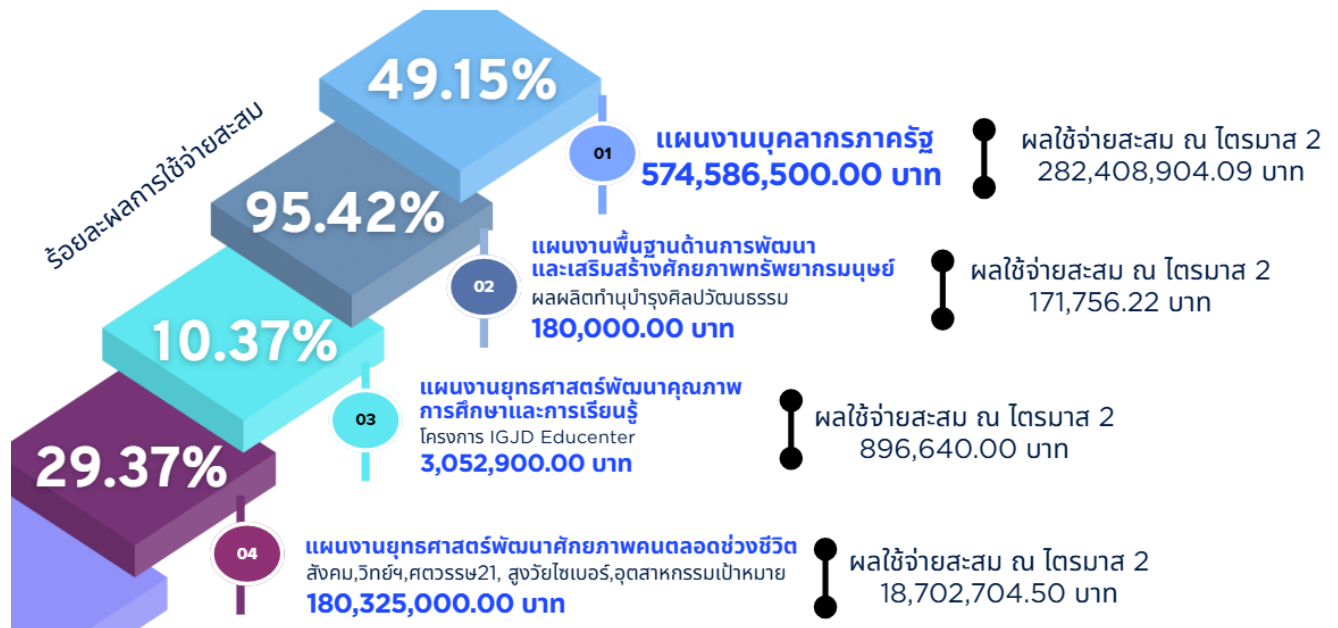 ร้อยละผลการใช้จ่ายสะสม
49.15%
01
แผนงานบุคลากรภาครัฐ
574,586,500.00 บาท
ผลใช้จ่ายสะสม ณ ไตรมาส 2
282,408,904.09 บาท
95.42%
02
แผนงานพื้นฐานด้านการพัฒนา
และเสริมสร้างศักยภาพทรัพยากรมนุษย์
ผลผลิตทำนุบำรุงศิลปวัฒนธรรม
180,000.00 บาท
ผลใช้จ่ายสะสม ณ ไตรมาส 2
171,756.22 บาท
10.37%
03
แผนงานยุทธศาสตร์พัฒนาคุณภาพ
การศึกษาและการเรียนรู้
โครงการ IGJD Educenter
3,052,900.00 บาท
ผลใช้จ่ายสะสม ณ ไตรมาส 2
896,640.00 บาท
29.37%
04
แผนงานยุทธศาสตร์พัฒนาศักยภาพคนตลอดช่วงชีวิต
สังคม,วิทย์ฯ,ศตวรรษ21, สูงวัยไซเบอร์,อุตสาหกรรมเป้าหมาย
180,325,000.00 บาท
ผลใช้จ่ายสะสม ณ ไตรมาส 2
18,702,704.50 บาท